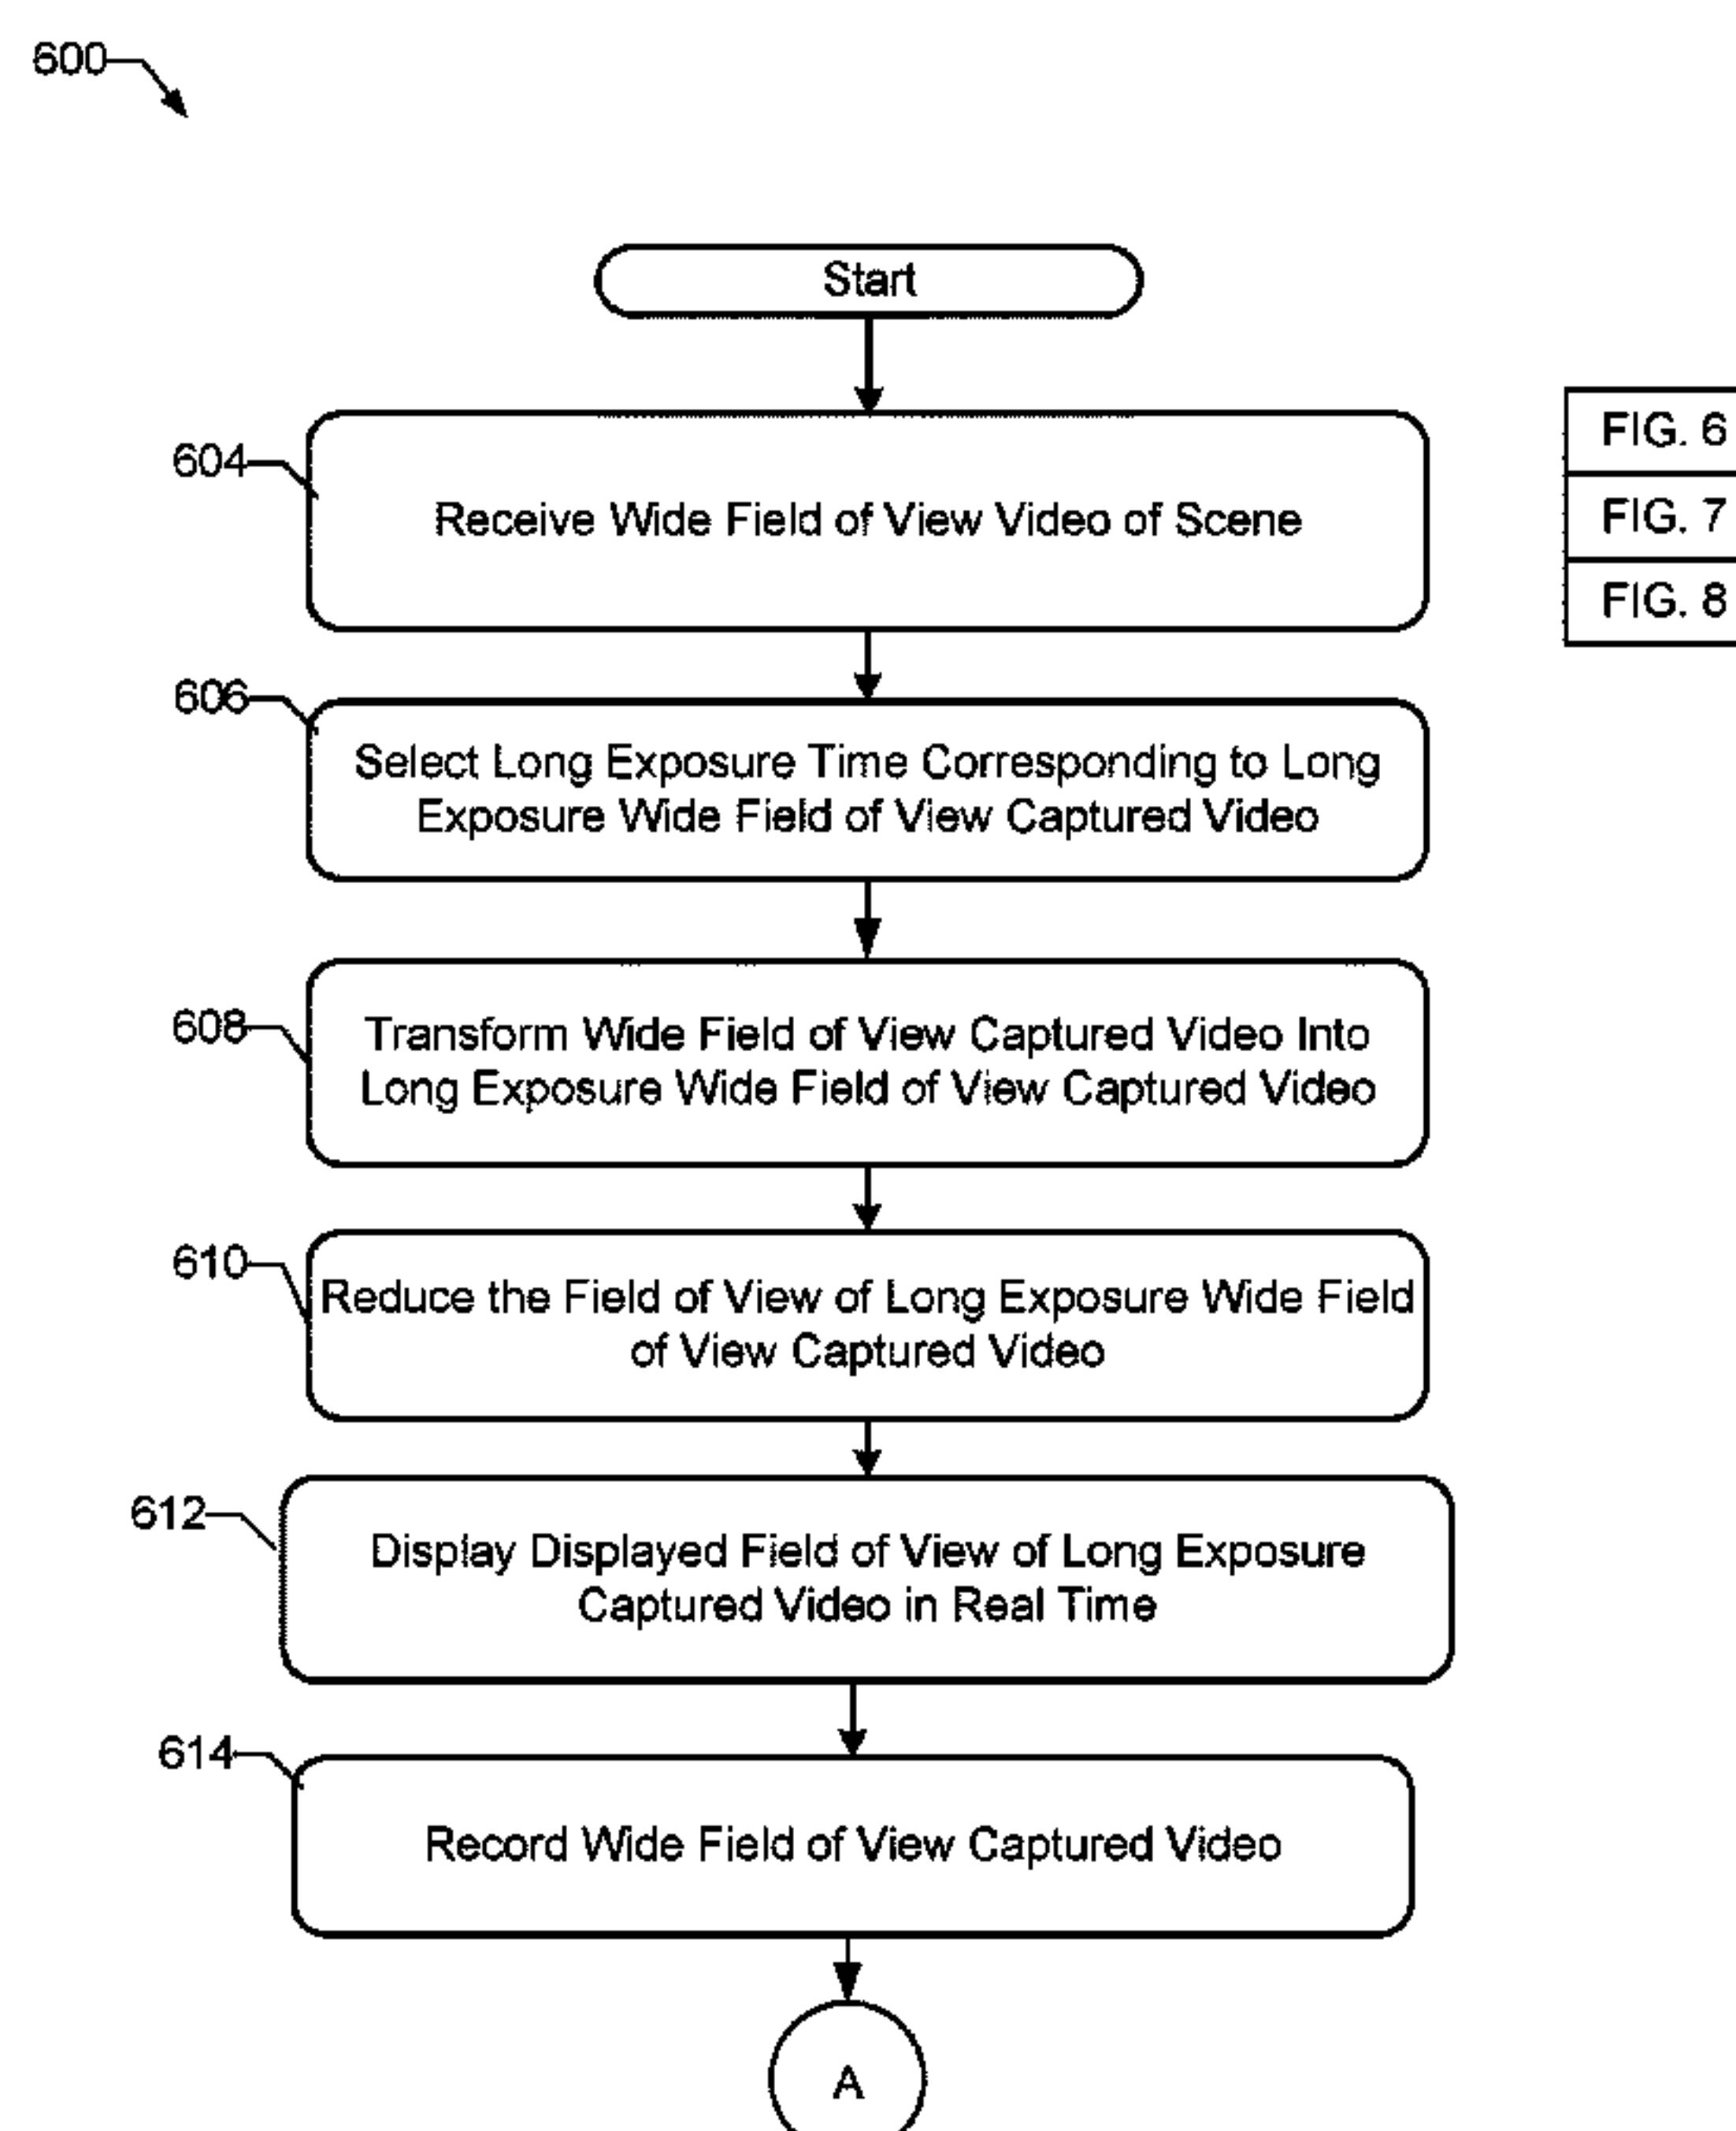 600
Start
604
Receive Wide Field of View Video of Scene
FIG. 6
FIG. 7
FIG. 8
606
Select Long Exposure Time Corresponding to Long
Exposure Wide Field of View Captured Video
608
Transform Wide Field of View Captured Video Into
Long Exposure Wide Field of View Captured Video
610
Reduce the Field of View of Long Exposure Wide Field
of View Captured Video
612
Display Displayed Field of View of Long Exposure
Captured Video in Real Time
614
Record Wide Field of View Captured Video
A